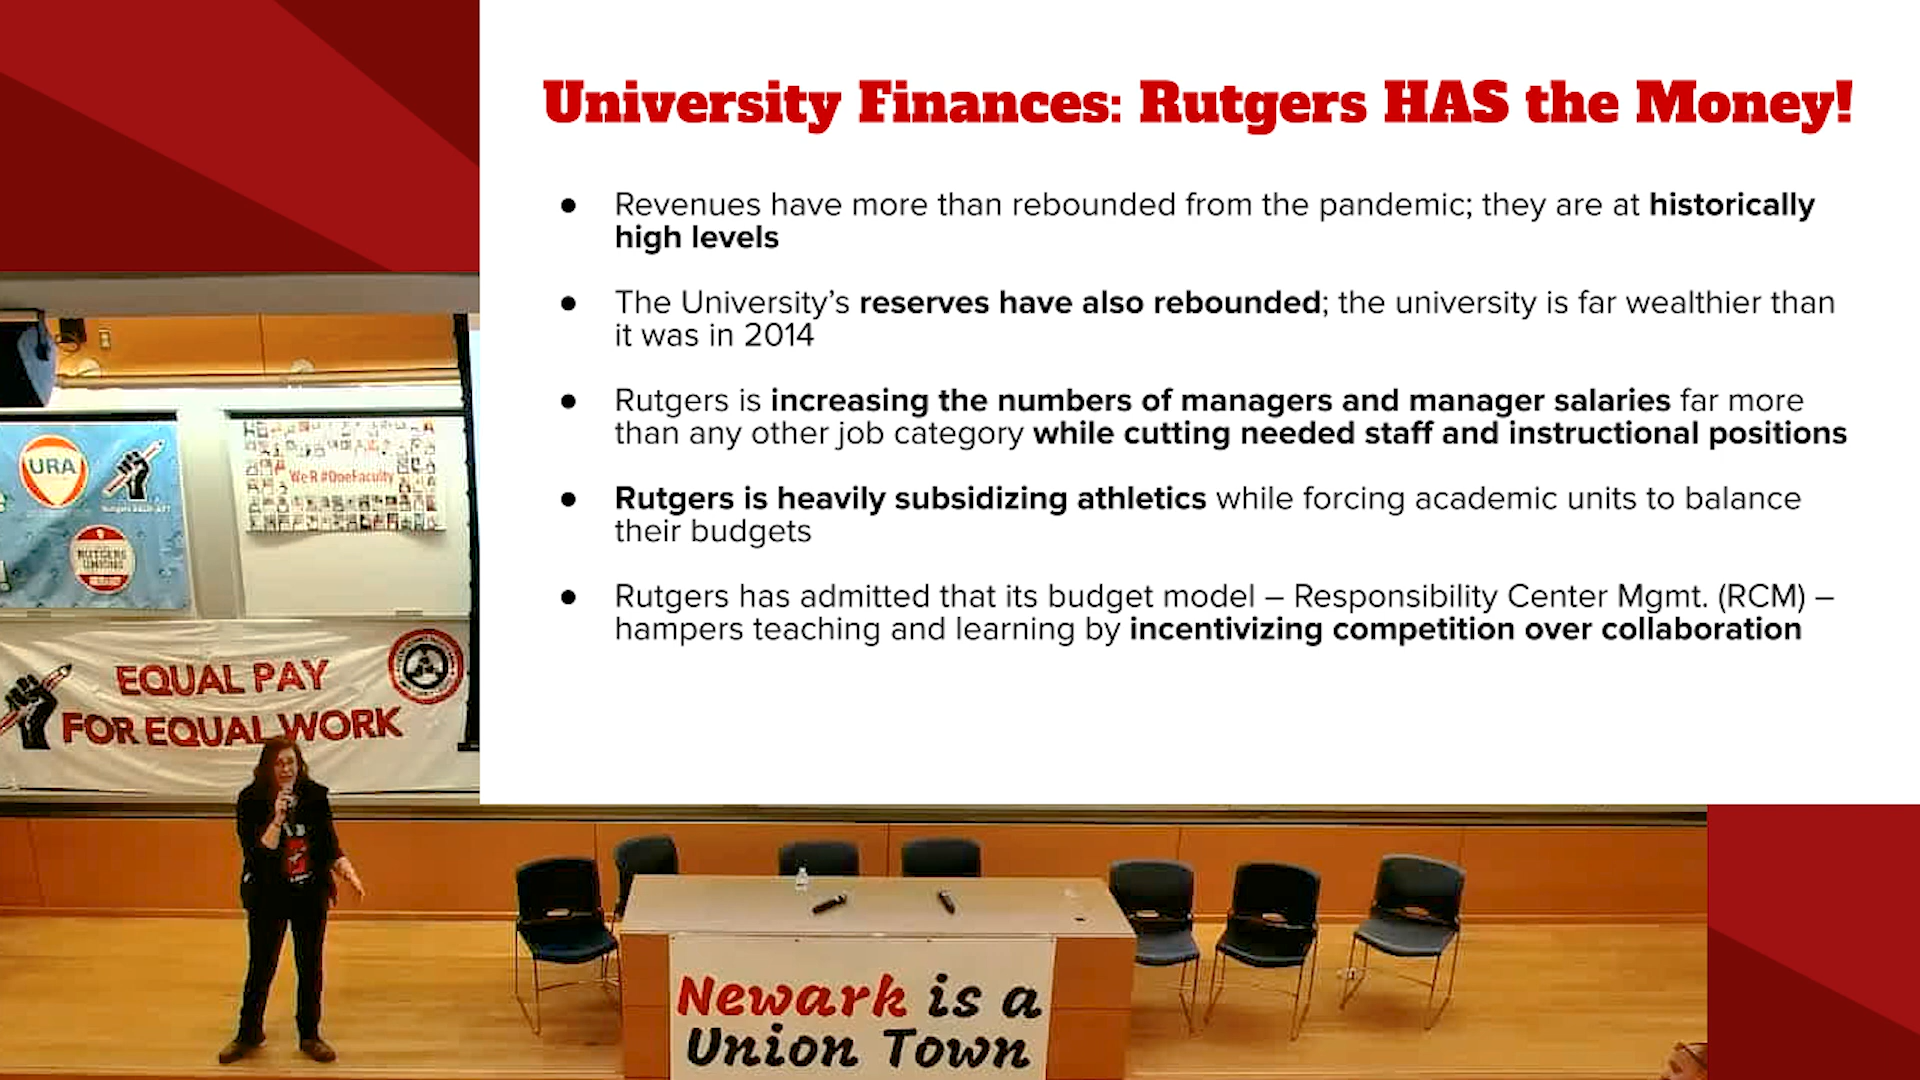 University Finances: Rutgers HAS the Money!
● Revenues have more than rebounded from the pandemic; they are at historically
high levels
● The University’s reserves have also rebounded; the university is far wealthier than
it was in 2014
● Rutgers is increasing the numbers of managers and manager salaries far more
than any other job category while cutting needed staff and instructional positions
● Rutgers is heavily subsidizing athletics while forcing academic units to balance
their budgets
● Rutgers has admitted that its budget model – Responsibility Center Mgmt. (RCM) –
hampers teaching and learning by incentivizing competition over collaboration
URA
We R #OneFaculty
RUTGERS
UNIONS
EQUAL PAY
FOR EQUAL WORK
Newark is a
Union Town